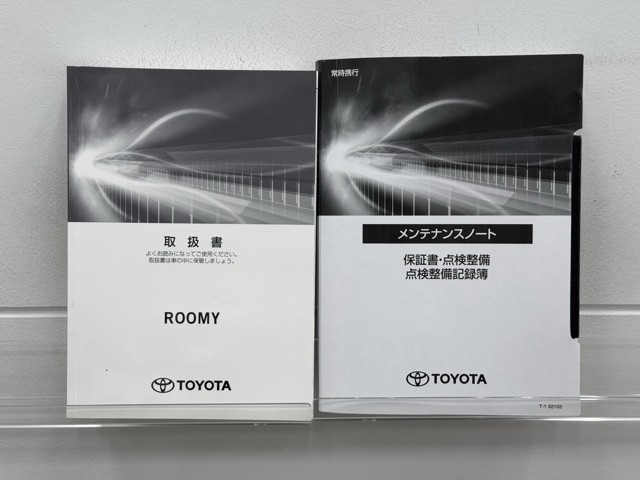 取扱書
よくお読みになってご使用ください。
取扱書は車の中に保管しましょう。
ROOMY
TOYOTA
常時携行
メンテナンスノート
保証書・点検整備
点検整備記録簿
TOYOTA